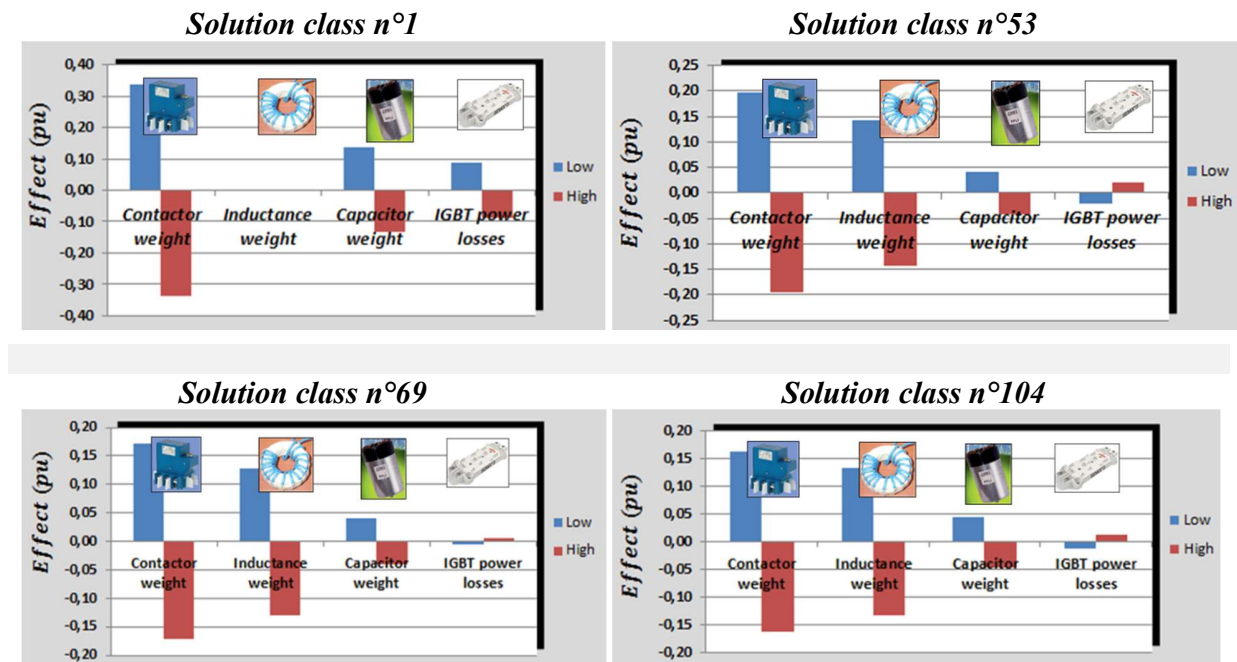 Solution class n°1
0,40
0,30
0,20
0,10
0,00
-0,10
-0,20
-0,30
-0,40
Effect (pu)
Contactor weight
Inductance weight
Capacitor weight
IGBT power losses
Low
High
Solution class n°53
0,25
0,20
0,15
0,10
0,05
0,00
-0,05
-0,10
-0,15
-0,20
-0,25
Effect (pu)
Contactor weight
Inductance weight
Capacitor weight
IGBT power losses
Low
High
Solution class n°69
0,20
0,15
0,10
0,05
0,00
-0,05
-0,10
-0,15
-0,20
Effect (pu)
Contactor weight
Inductance weight
Capacitor weight
IGBT power losses
Low
High
Solution class n°104
0,20
0,15
0,10
0,05
0,00
-0,05
-0,10
-0,15
-0,20
Effect (pu)
Contactor weight
Inductance weight
Capacitor weight
IGBT power losses
Low
High